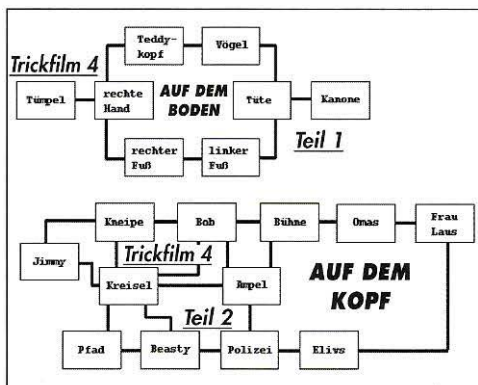 Teddy-
kopf
Vögel
Trickfilm 4
Tümpel
rechte
Hand
AUF DEM
BODEN
Tüte
Kanone
rechter
Fuß
linker
Fuß
Teil 1
Kneipe
Bob
Bühne
Omas
Frau
Laus
Jimmy
Trickfilm 4
Kreisel
Ampel
AUF DEM
KOPF
Teil 2
Pfad
Beasty
Polizei
Elivs